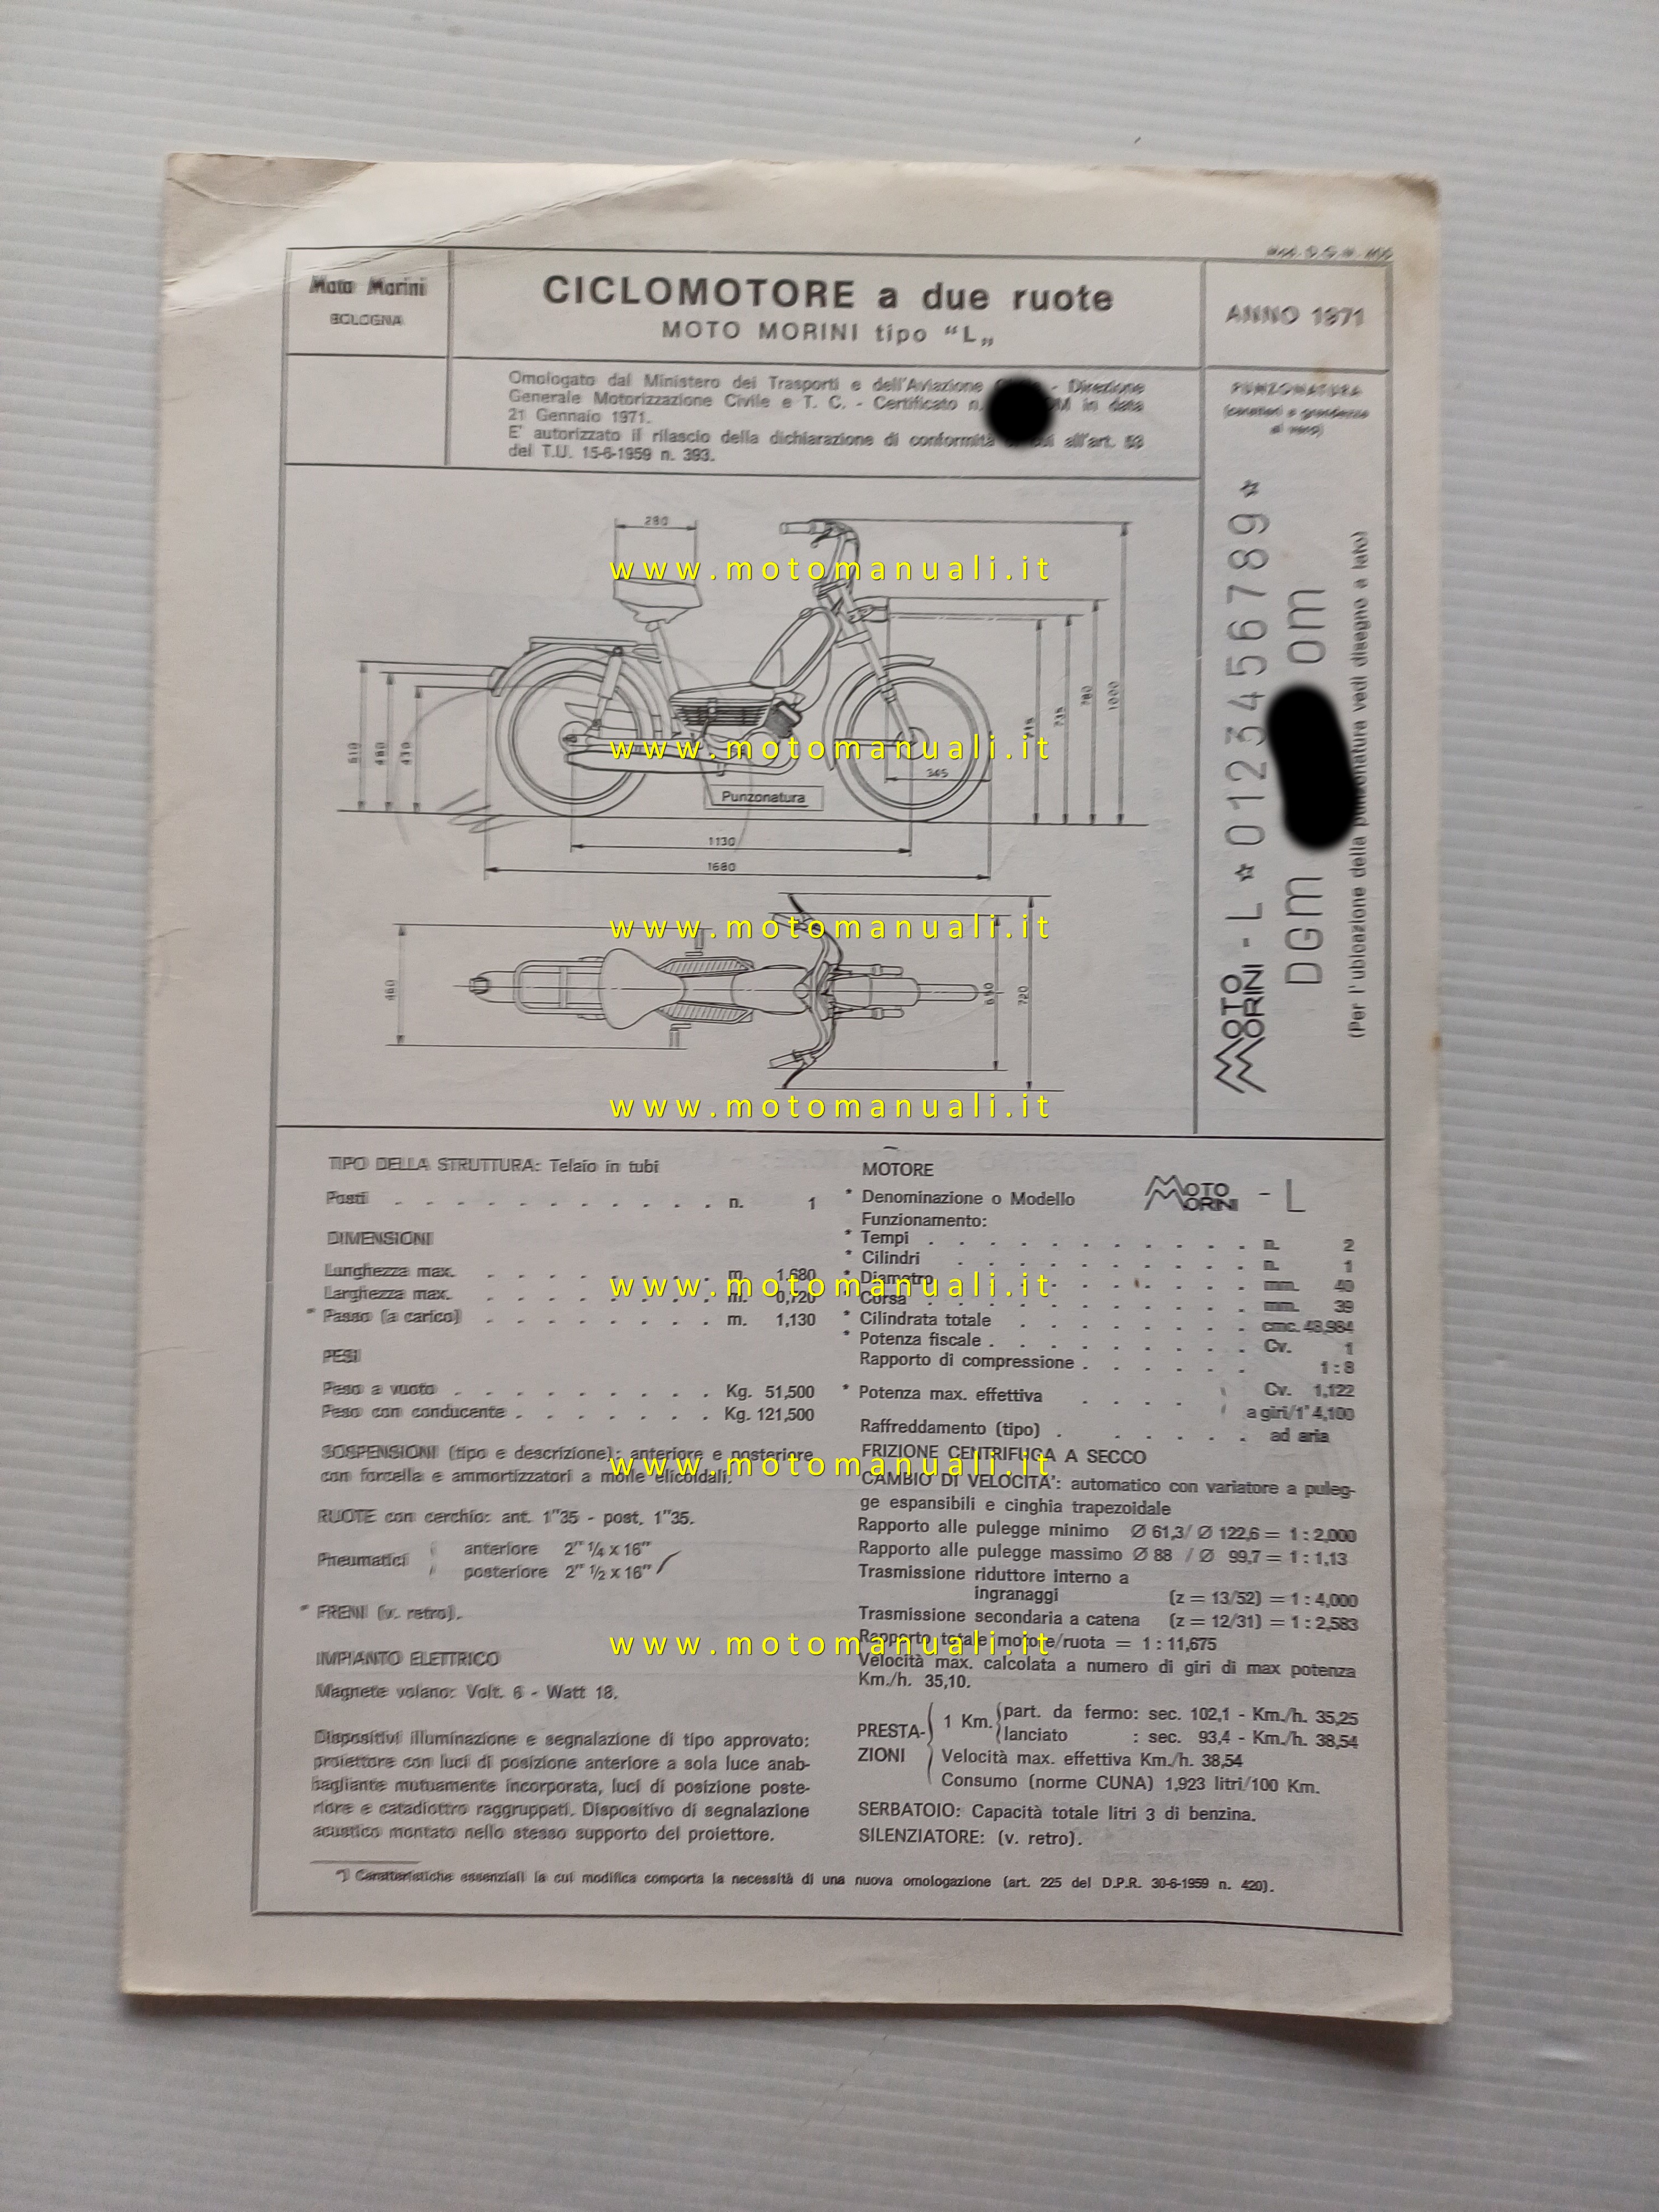 Moto Morini
BOLOGNA
CICLOMOTORE a due ruote
MOTO MORINI tipo “L„
ANNO 1971
Omologato dal Ministero dei Trasporti e dell'Aviazione - Direzione
Generale Motorizzazione Civile e T. C. - Certificato n. in data
21 Gennaio 1971.
E' autorizzato il rilascio della dichiarazione di conformità all'art. 53
del T.U. 15-6-1959 n. 393.
PUNZONATURA
(caratteri e grandezza
al vero)
MOTO MORINI - L ☆ 0123456789 ☆
DGM OM
(Per l'ubicazione della punzonatura vedi disegno a lato)
280
610
480
430
715
735
780
1000
345
Punzonatura
1130
1680
460
650
720
www.motomanuali.it
www.motomanuali.it
www.motomanuali.it
www.motomanuali.it
TIPO DELLA STRUTTURA: Telaio in tubi
Posti . . . . . . . . . . . . n. 1
DIMENSIONI
Lunghezza max. . . . . . . . . m. 1,680
www.motomanuali.it
Larghezza max. . . . . . . . . m. 0,720
* Passo (a carico) . . . . . . . . m. 1,130
PESI
Peso a vuoto . . . . . . . . . Kg. 51,500
Peso con conducente . . . . . . . Kg. 121,500
SOSPENSIONI (tipo e descrizione): anteriore e posteriore
www.motomanuali.it
con forcella e ammortizzatori a molle elicoidali.
RUOTE con cerchio: ant. 1"35 - post. 1"35.
Pneumatici anteriore 2" 1/4 x 16"
posteriore 2" 1/2 x 16"
* FRENI (v. retro).
www.motomanuali.it
IMPIANTO ELETTRICO
Magnete volano: Volt. 6 - Watt 18.
Dispositivi illuminazione e segnalazione di tipo approvato:
proiettore con luci di posizione anteriore a sola luce anab-
bagliante mutuamente incorporata, luci di posizione poste-
riore e catadiottro raggruppati. Dispositivo di segnalazione
acustico montato nello stesso supporto del proiettore.
MOTORE
* Denominazione o Modello MOTO MORINI - L
Funzionamento:
* Tempi . . . . . . . . . . . n. 2
* Cilindri . . . . . . . . . . n. 1
* Diametro . . . . . . . . mm. 40
* Corsa . . . . . . . . . . . mm. 39
* Cilindrata totale . . . . . . . cmc. 48,984
* Potenza fiscale . . . . . . . . Cv. 1
Rapporto di compressione . . . . . . 1:8
* Potenza max. effettiva . . . . Cv. 1,122
a giri/1' 4,100
Raffreddamento (tipo) . . . . . . ad aria
FRIZIONE CENTRIFUGA A SECCO
CAMBIO DI VELOCITA': automatico con variatore a puleg-
ge espansibili e cinghia trapezoidale
Rapporto alle pulegge minimo Ø 61,3/ Ø 122,6 = 1 : 2,000
Rapporto alle pulegge massimo Ø 88 / Ø 99,7 = 1 : 1,13
Trasmissione riduttore interno a
ingranaggi (z = 13/52) = 1 : 4,000
Trasmissione secondaria a catena (z = 12/31) = 1 : 2,583
Rapporto totale motore/ruota = 1 : 11,675
Velocità max. calcolata a numero di giri di max potenza
Km./h. 35,10.
PRESTA-
ZIONI
1 Km. part. da fermo: sec. 102,1 - Km./h. 35,25
lanciato : sec. 93,4 - Km./h. 38,54
Velocità max. effettiva Km./h. 38,54
Consumo (norme CUNA) 1,923 litri/100 Km.
SERBATOIO: Capacità totale litri 3 di benzina.
SILENZIATORE: (v. retro).
*) Caratteristiche essenziali la cui modifica comporta la necessità di una nuova omologazione (art. 225 del D.P.R. 30-6-1959 n. 420).